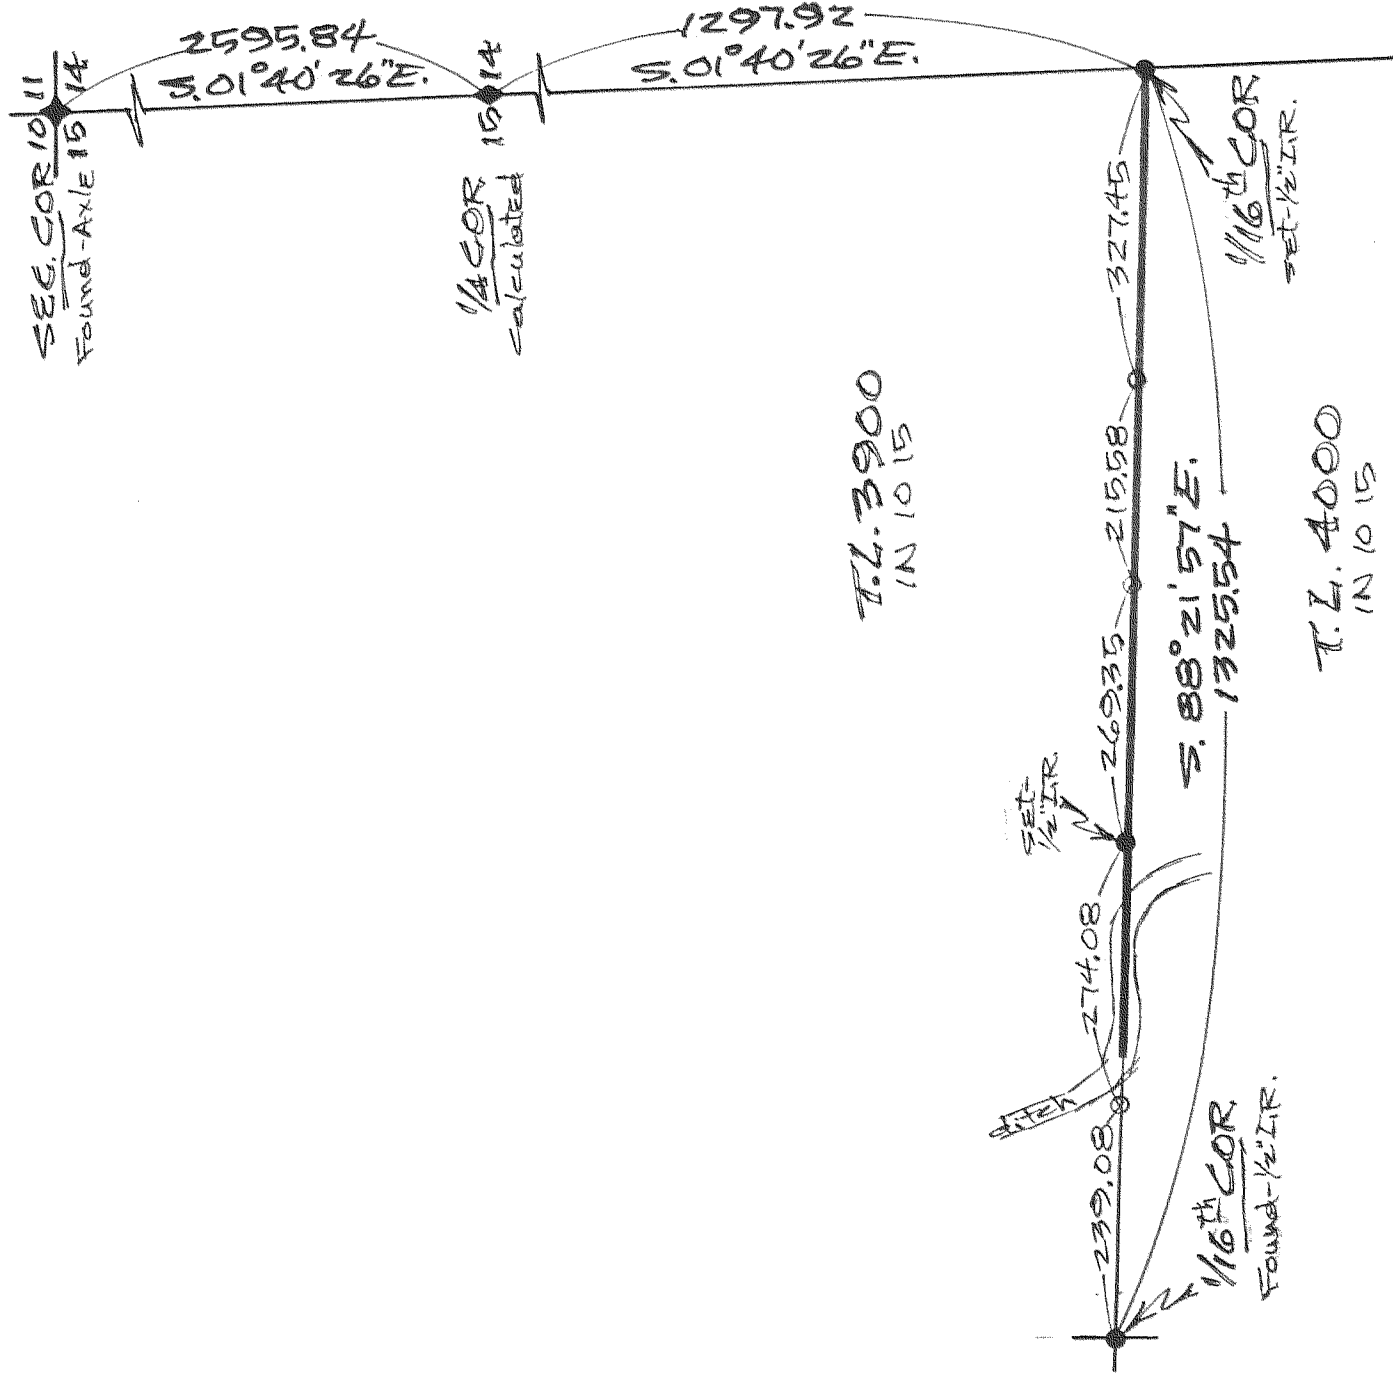 2595.84
S.01°40'26"E.
1297.92
S.01°40'26"E.
10 11
15 14
SEC. COR
Found-Axle
15 14
1/4 COR.
Calculated
1/16th COR
set-1/2" I.R.
327.45
215.58
269.35
274.08
239.08
T.L. 3900
IN 10 15
S. 88°21'57"E.
1325.54
T.L. 4000
IN 10 15
SET-
1/2" I.R.
ditch
1/16th COR.
Found-1/2" I.R.